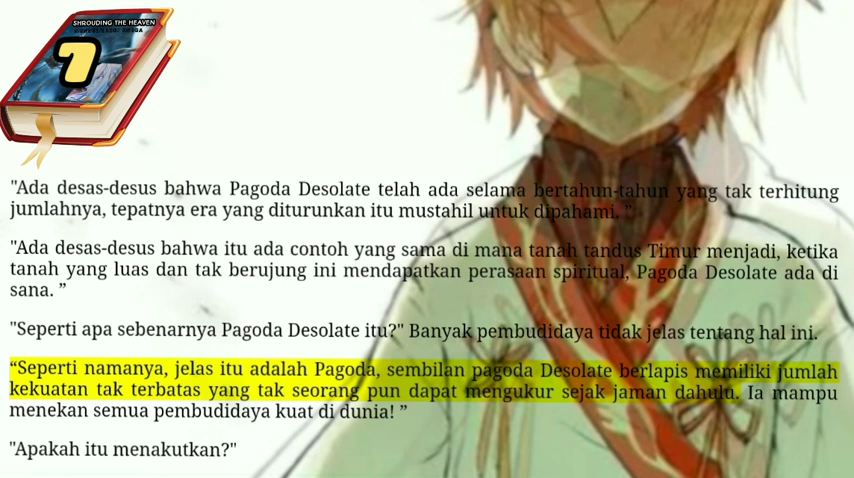 SHROUDING THE HEAVEN
7
"Ada desas-desus bahwa Pagoda Desolate telah ada selama bertahun-tahun yang tak terhitung
jumlahnya, tepatnya era yang diturunkan itu mustahil untuk dipahami. ”
"Ada desas-desus bahwa itu ada contoh yang sama di mana tanah tandus Timur menjadi, ketika
tanah yang luas dan tak berujung ini mendapatkan perasaan spiritual, Pagoda Desolate ada di
sana. ”
"Seperti apa sebenarnya Pagoda Desolate itu?" Banyak pembudidaya tidak jelas tentang hal ini.
“Seperti namanya, jelas itu adalah Pagoda, sembilan pagoda Desolate berlapis memiliki jumlah
kekuatan tak terbatas yang tak seorang pun dapat mengukur sejak jaman dahulu. Ia mampu
menekan semua pembudidaya kuat di dunia! ”
"Apakah itu menakutkan?"